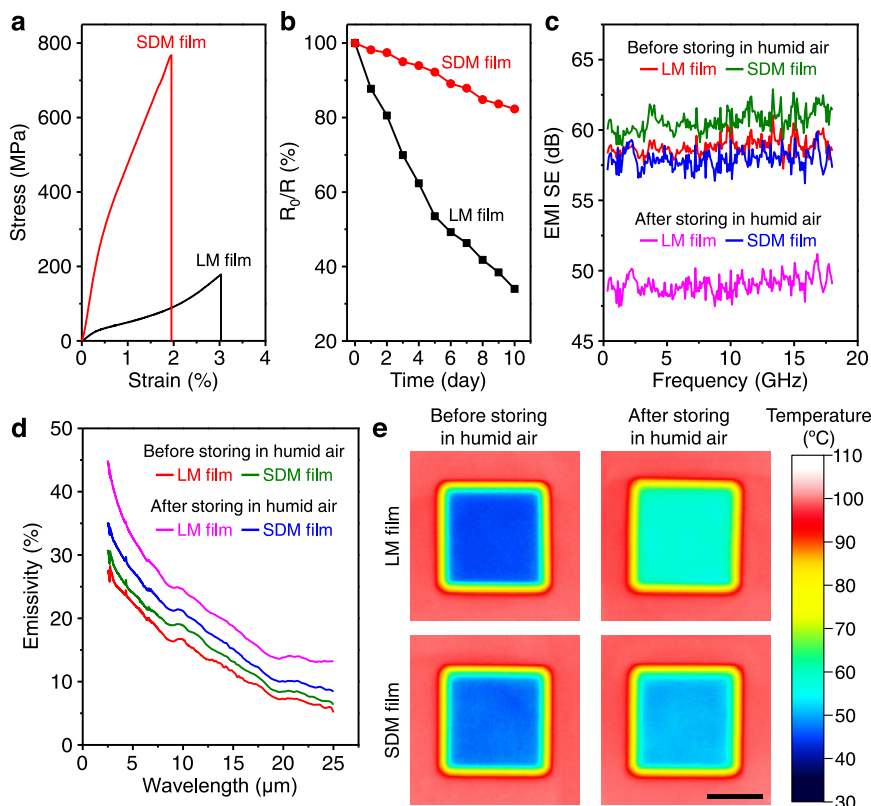 a
800
600
400
200
0
Stress (MPa)
SDM film
LM film
0 1 2 3 4
Strain (%)
b
100
80
60
40
20
R0/R (%)
SDM film
LM film
0 2 4 6 8 10
Time (day)
c
65
60
55
50
45
EMI SE (dB)
Before storing in humid air
LM film SDM film
After storing in humid air
LM film SDM film
0 5 10 15 20
Frequency (GHz)
d
50
40
30
20
10
0
Emissivity (%)
Before storing in humid air
LM film SDM film
After storing in humid air
LM film SDM film
0 5 10 15 20 25
Wavelength (µm)
e
Before storing
in humid air
After storing
in humid air
LM film
SDM film
Temperature
(ºC)
110
100
90
80
70
60
50
40
30